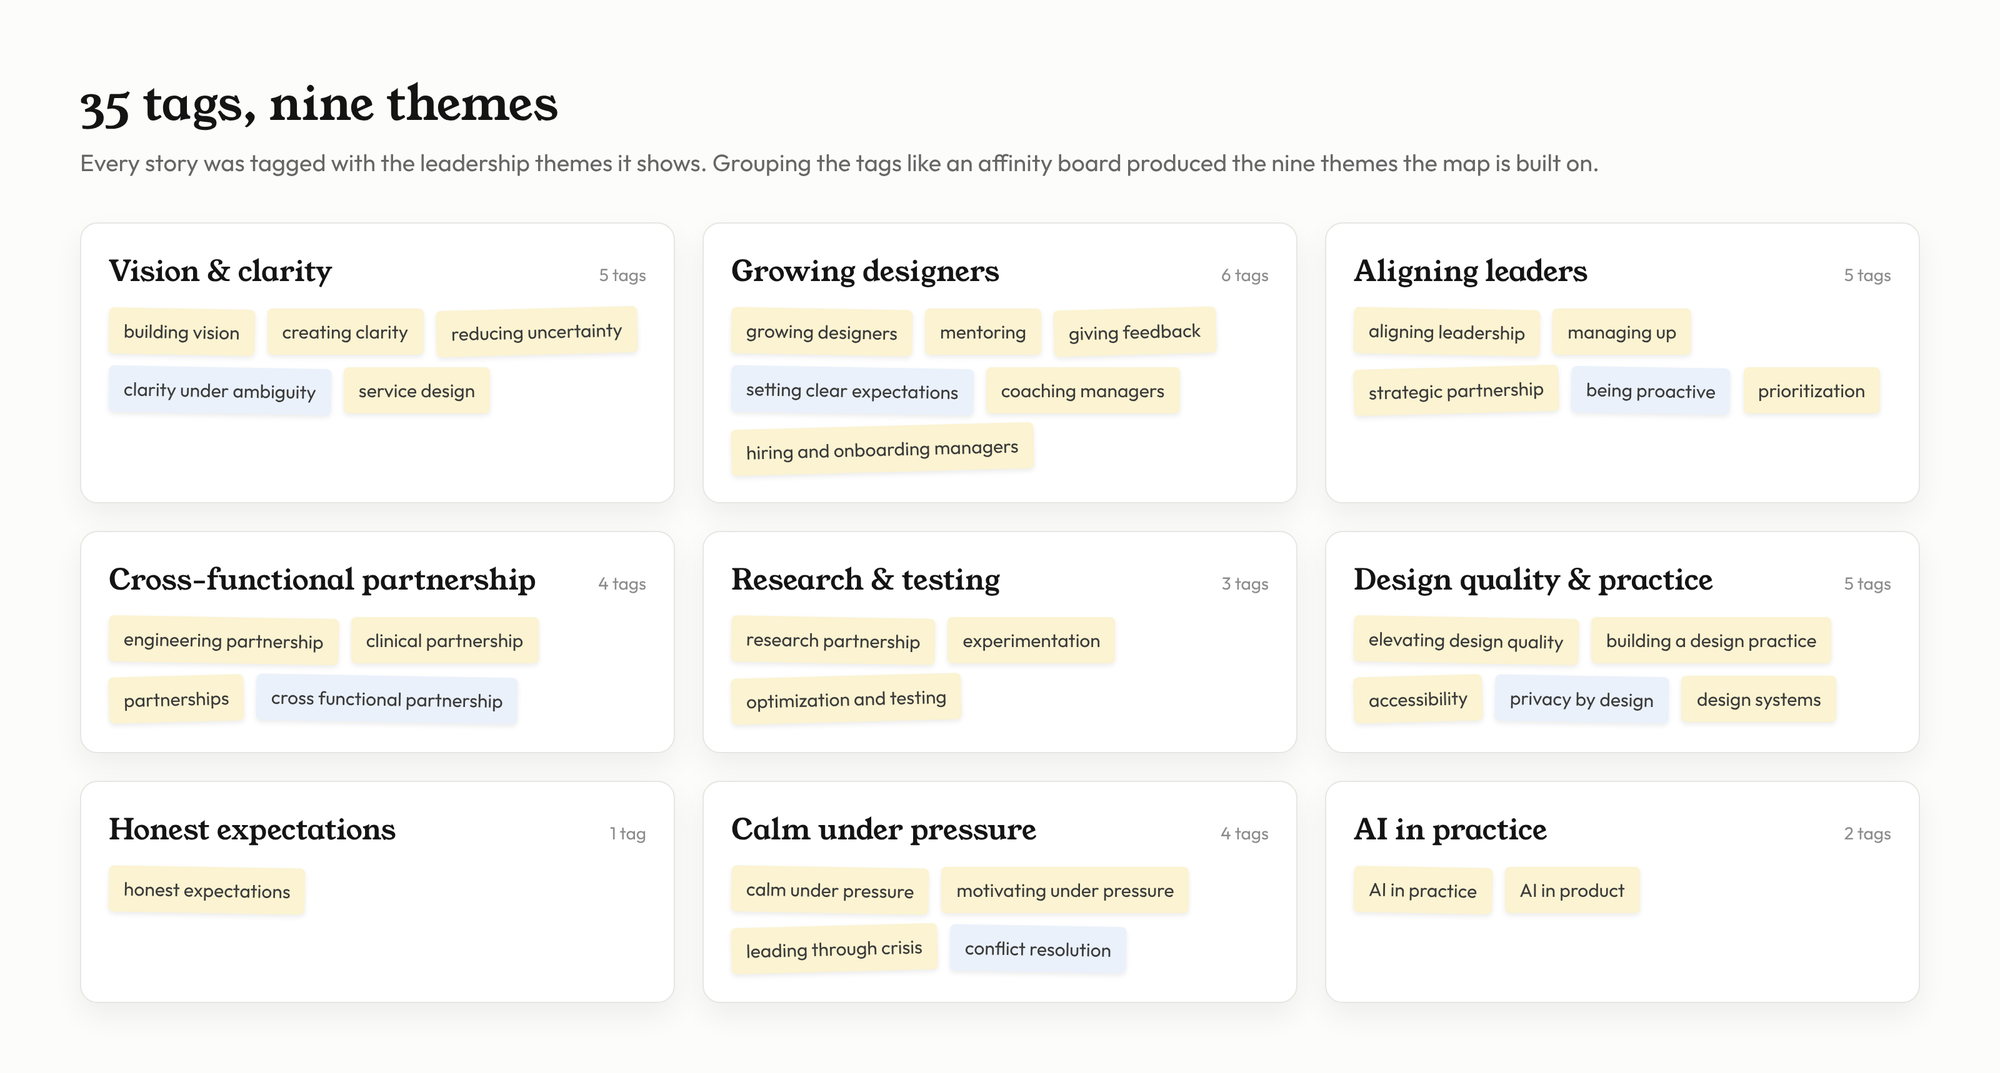 35 tags, nine themes
Every story was tagged with the leadership themes it shows. Grouping the tags like an affinity board produced the nine themes the map is built on.
Vision & clarity 5 tags
building vision creating clarity reducing uncertainty
clarity under ambiguity service design
Growing designers 6 tags
growing designers mentoring giving feedback
setting clear expectations coaching managers
hiring and onboarding managers
Aligning leaders 5 tags
aligning leadership managing up
strategic partnership being proactive prioritization
Cross-functional partnership 4 tags
engineering partnership clinical partnership
partnerships cross functional partnership
Research & testing 3 tags
research partnership experimentation
optimization and testing
Design quality & practice 5 tags
elevating design quality building a design practice
accessibility privacy by design design systems
Honest expectations 1 tag
honest expectations
Calm under pressure 4 tags
calm under pressure motivating under pressure
leading through crisis conflict resolution
AI in practice 2 tags
AI in practice AI in product